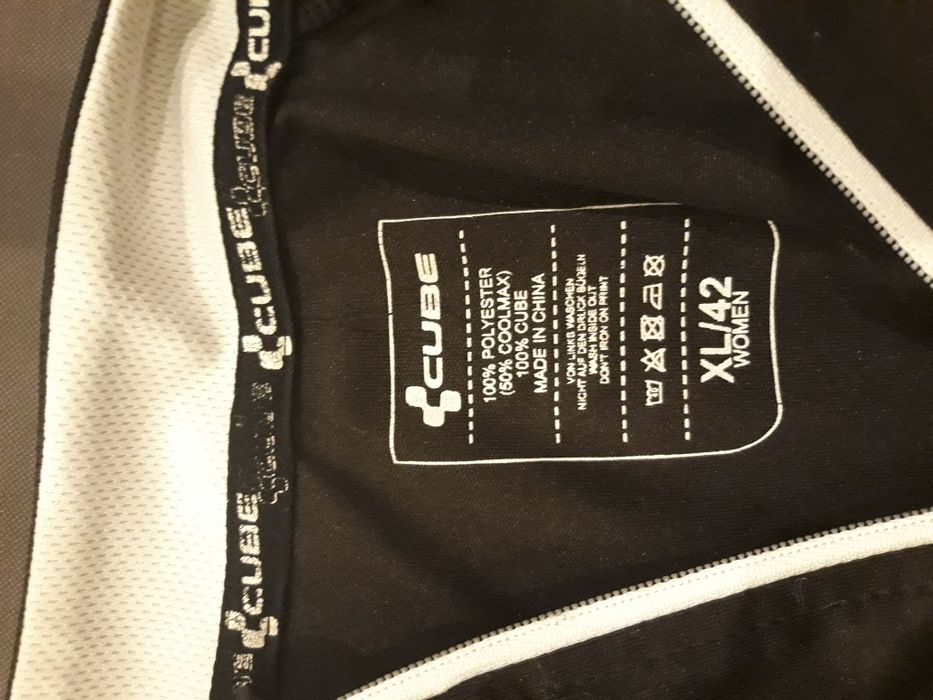 CUBE
100% POLYESTER
(50% COOLMAX)
100% CUBE
MADE IN CHINA
VON LINKS WASCHEN
NICHT AUF DEN DRUCK BÜGELN
WASH INSIDE OUT
DON'T IRON ON PRINT
XL/42
WOMEN
CU
CUBE
CUBE